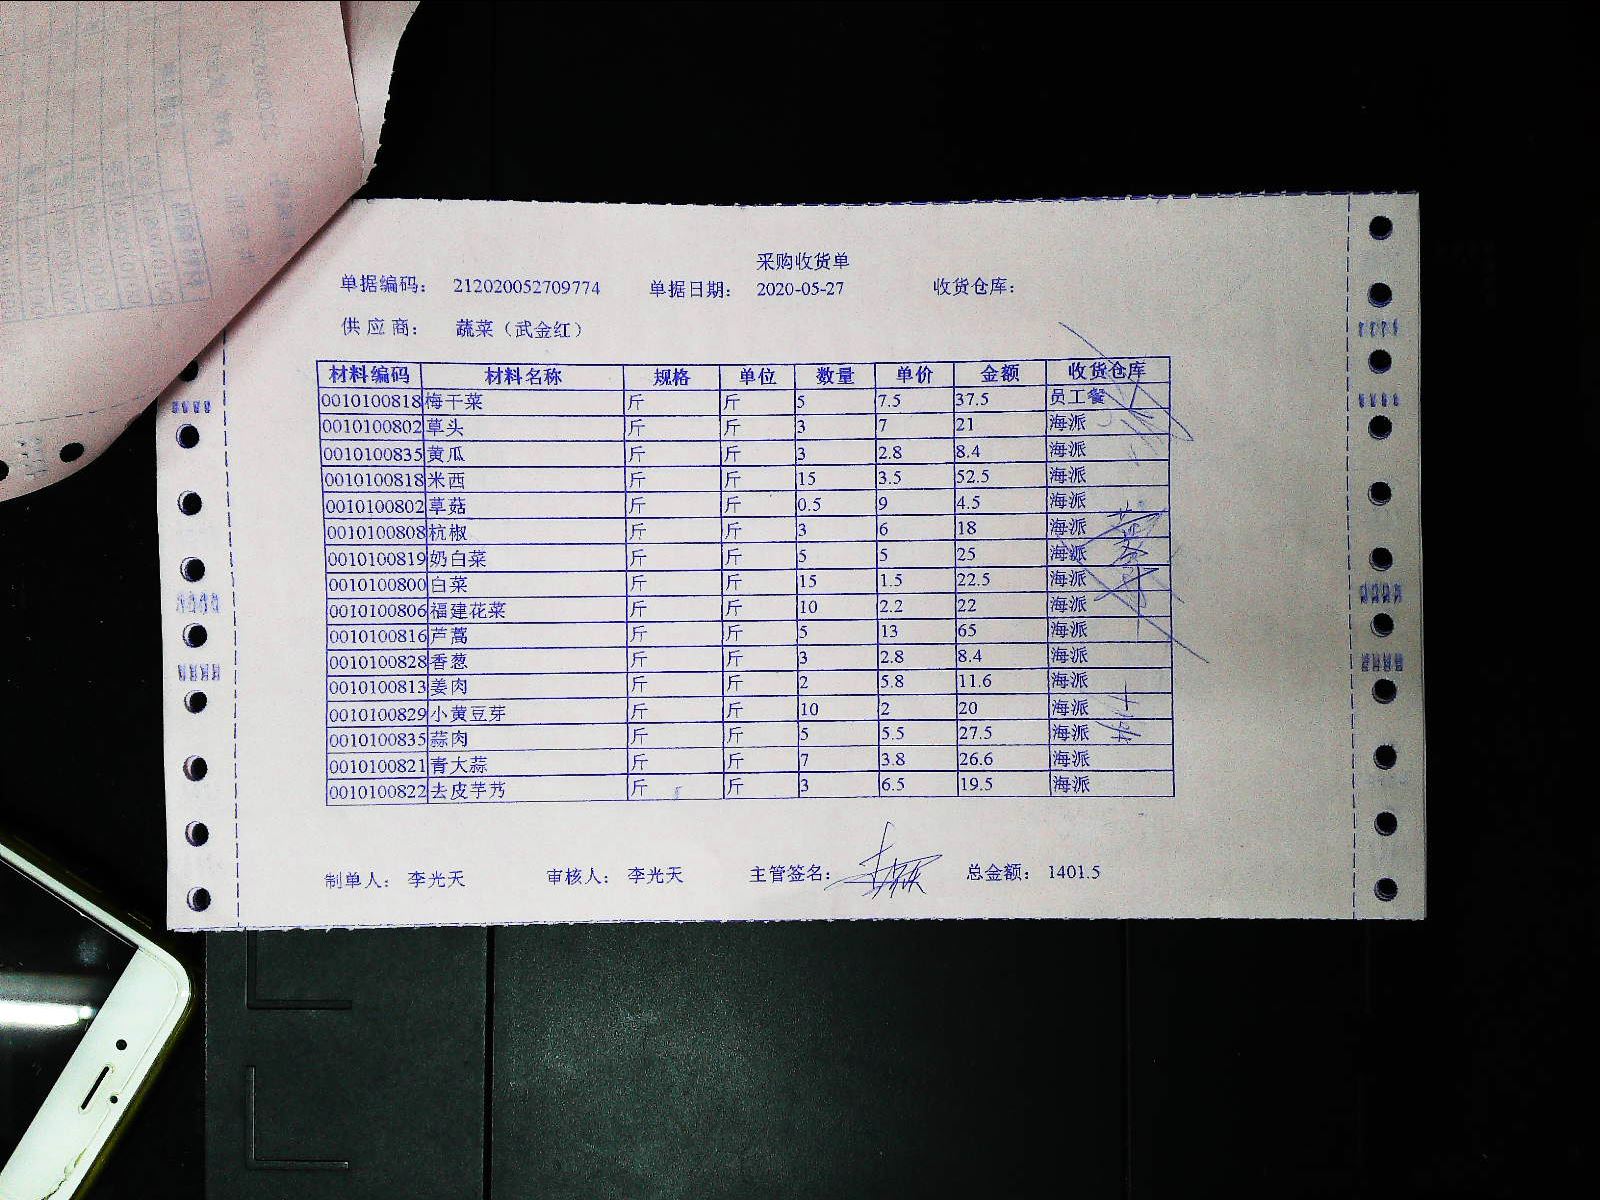 采购收货单
单据编码： 212020052709774 单据日期： 2020-05-27 收货仓库：
供 应 商： 蔬菜（武金红）
材料编码 材料名称 规格 单位 数量 单价 金额 收货仓库
0010100818 梅干菜 斤 斤 5 7.5 37.5 员工餐
0010100802 草头 斤 斤 3 7 21 海派
0010100835 黄瓜 斤 斤 3 2.8 8.4 海派
0010100818 米西 斤 斤 15 3.5 52.5 海派
0010100802 草菇 斤 斤 0.5 9 4.5 海派
0010100808 杭椒 斤 斤 3 6 18 海派
0010100819 奶白菜 斤 斤 5 5 25 海派
0010100800 白菜 斤 斤 15 1.5 22.5 海派
0010100806 福建花菜 斤 斤 10 2.2 22 海派
0010100816 芦蒿 斤 斤 5 13 65 海派
0010100828 香葱 斤 斤 3 2.8 8.4 海派
0010100813 姜肉 斤 斤 2 5.8 11.6 海派
0010100829 小黄豆芽 斤 斤 10 2 20 海派
0010100835 蒜肉 斤 斤 5 5.5 27.5 海派
0010100821 青大蒜 斤 斤 7 3.8 26.6 海派
0010100822 去皮芋艿 斤 斤 3 6.5 19.5 海派
制单人： 李光天 审核人： 李光天 主管签名： 总金额： 1401.5